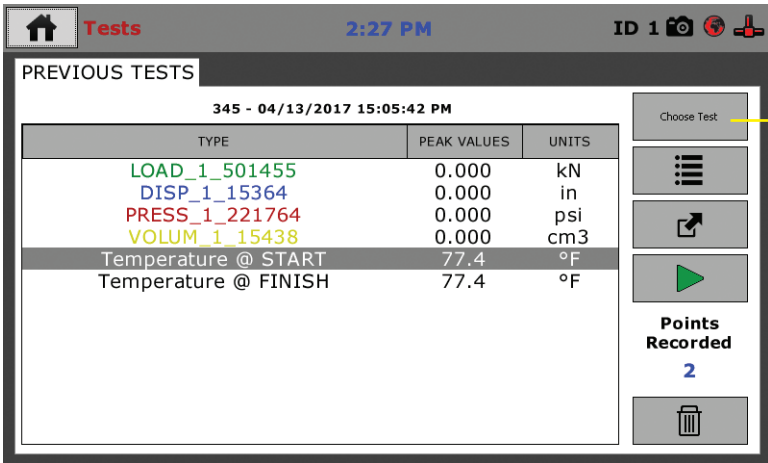 Tests 2:27 PM ID 1
PREVIOUS TESTS
345 - 04/13/2017 15:05:42 PM
Choose Test
TYPE PEAK VALUES UNITS
LOAD_1_501455 0.000 kN
DISP_1_15364 0.000 in
PRESS_1_221764 0.000 psi
VOLUM_1_15438 0.000 cm3
Temperature @ START 77.4 °F
Temperature @ FINISH 77.4 °F
Points
Recorded
2